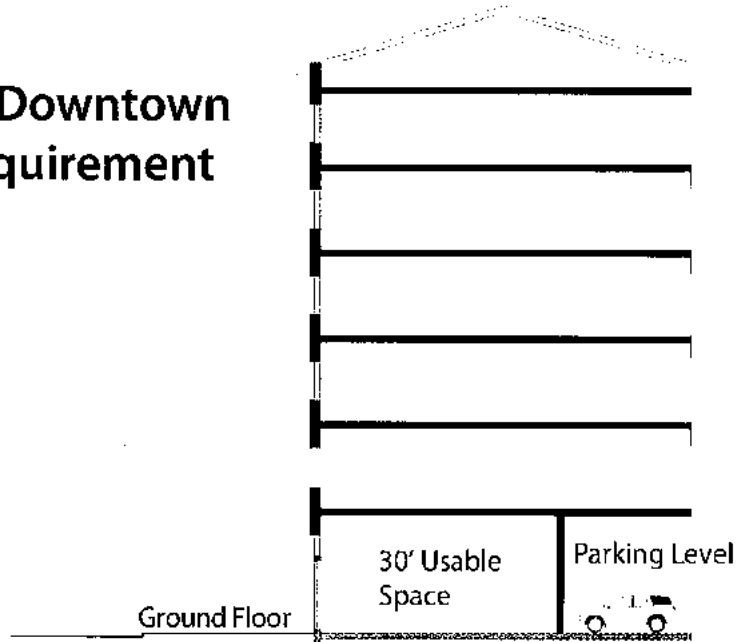 Downtown
quirement
30' Usable
Space
Parking Level
Ground Floor